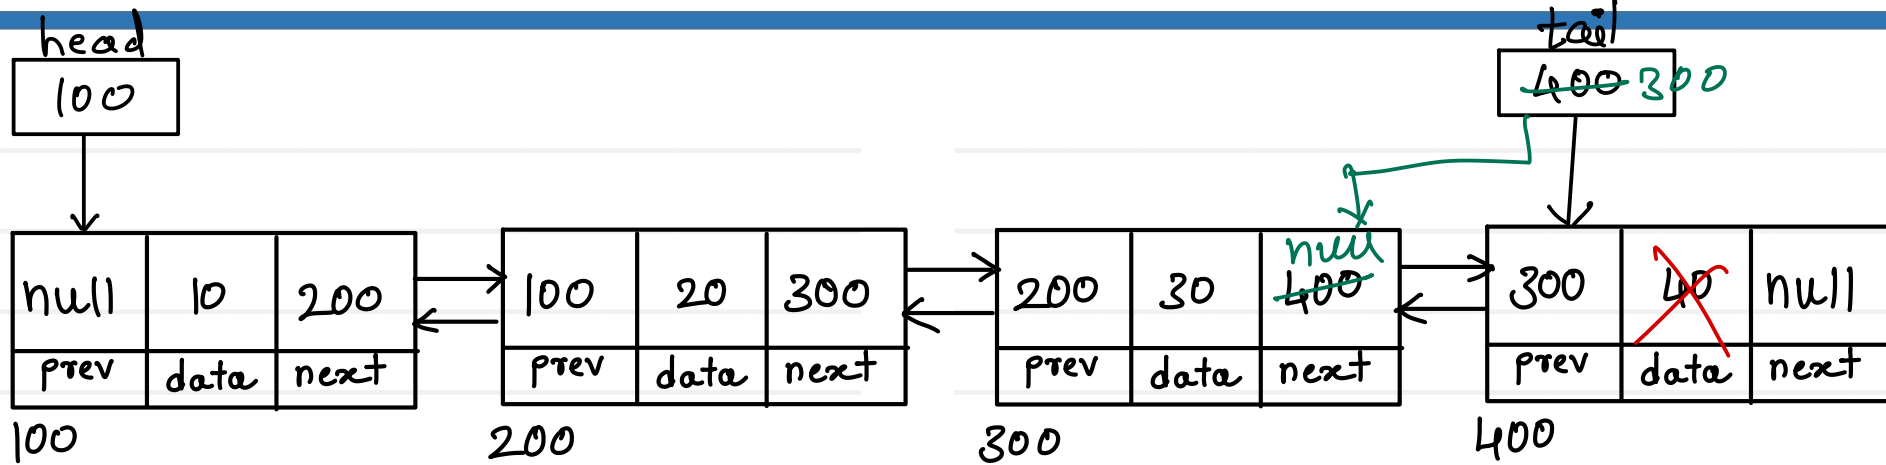 head tail
100 400 300
null
null 10 200 100 20 300 200 30 400 300 40 null
prev data next prev data next prev data next prev data next
100 200 300 400